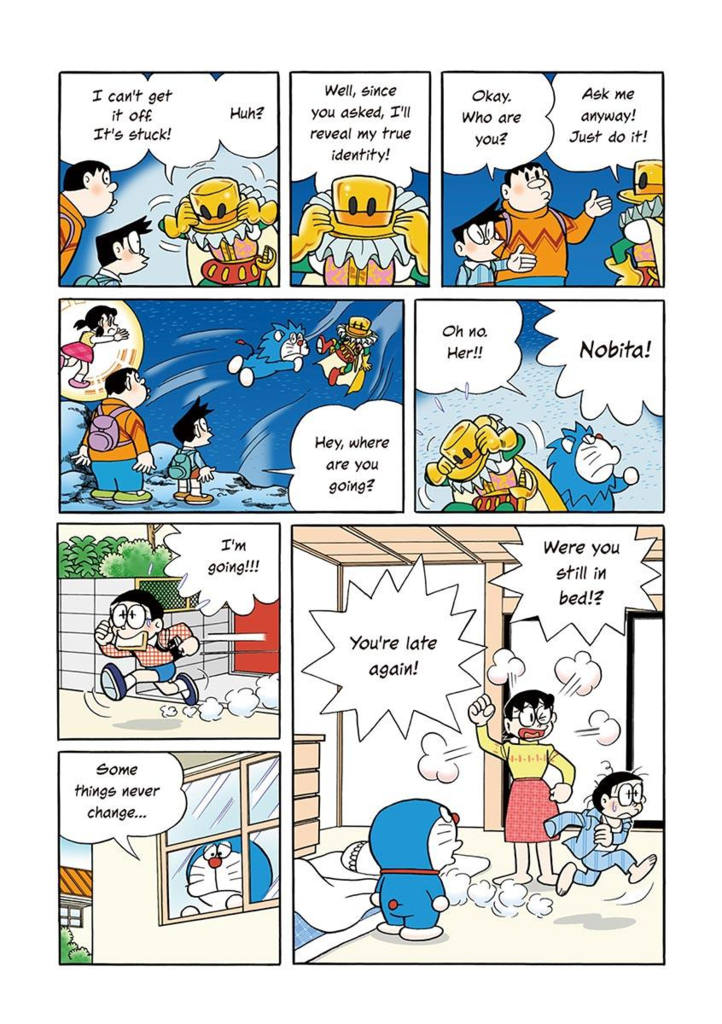 Ask me
anyway!
Just do it!
Okay.
Who are
you?
Well, since
you asked, I'll
reveal my true
identity!
Huh?
I can't get
it off.
It's stuck!
Nobita!
Oh no.
Her!!
Hey, where
are you
going?
Were you
still in
bed!?
You're late
again!
I'm
going!!!
Some
things never
change...